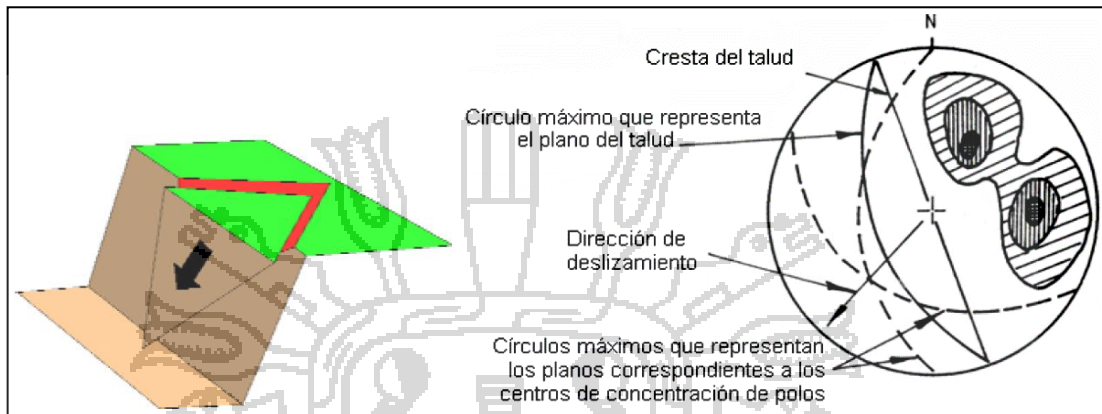 N
Cresta del talud
Círculo máximo que representa
el plano del talud
Dirección de
deslizamiento
Círculos máximos que representan
los planos correspondientes a los
centros de concentración de polos